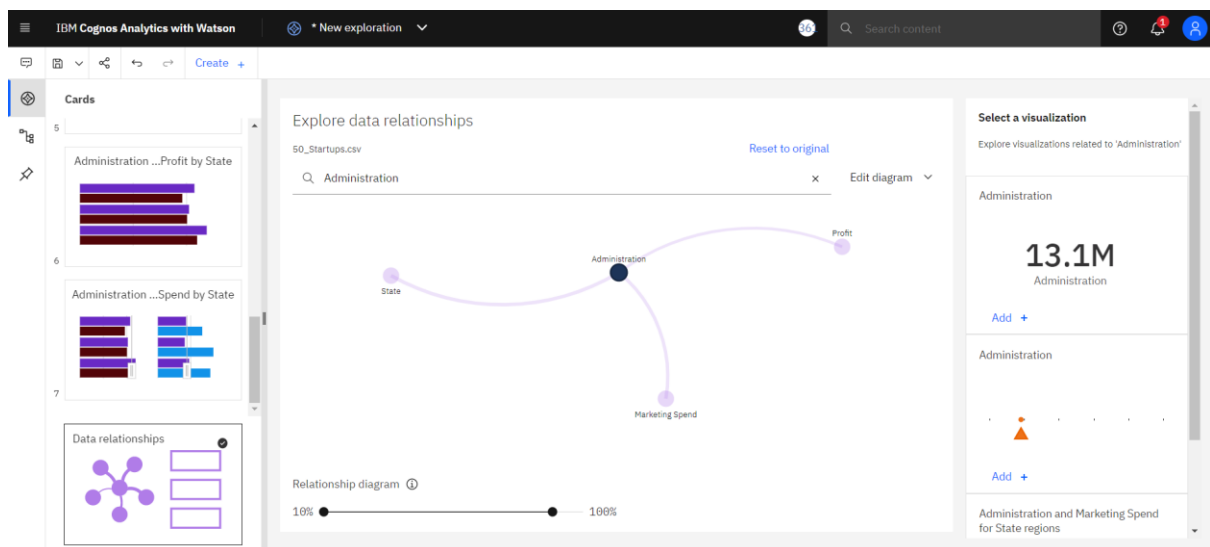 IBM Cognos Analytics with Watson
* New exploration
Search content
1
Create +
Cards
5
Administration ...Profit by State
6
Administration ...Spend by State
7
Data relationships
Explore data relationships
50_Startups.csv
Reset to original
Administration
Edit diagram
Profit
Administration
State
Marketing Spend
Relationship diagram
10%
100%
Select a visualization
Explore visualizations related to 'Administration'
Administration
13.1M
Administration
Add +
Administration
Add +
Administration and Marketing Spend
for State regions